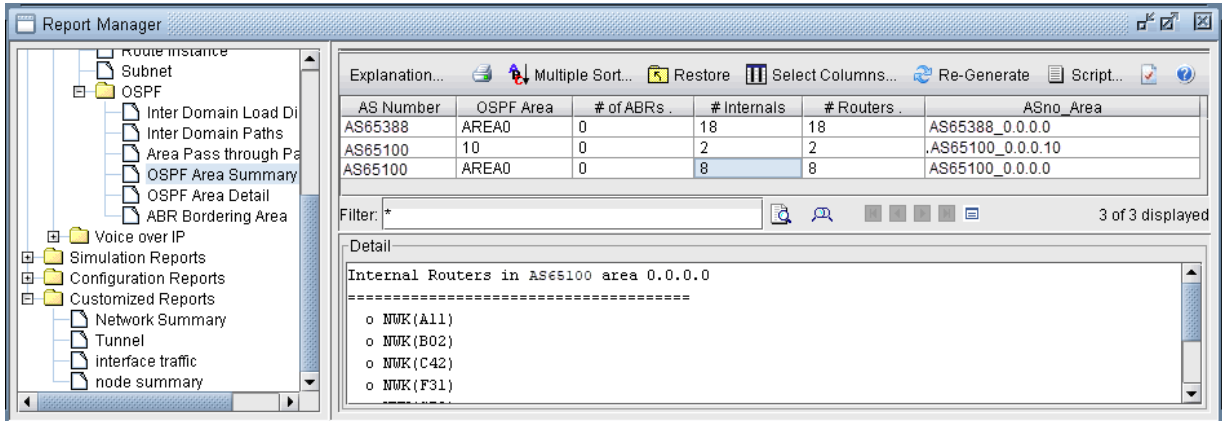 Report Manager
Route Instance
Subnet
OSPF
Inter Domain Load Di
Inter Domain Paths
Area Pass through Pa
OSPF Area Summary
OSPF Area Detail
ABR Bordering Area
Voice over IP
Simulation Reports
Configuration Reports
Customized Reports
Network Summary
Tunnel
interface traffic
node summary
Explanation... Multiple Sort... Restore Select Columns... Re-Generate Script...
AS Number OSPF Area # of ABRs . # Internals # Routers . ASno_Area
AS65388 AREA0 0 18 18 AS65388_0.0.0.0
AS65100 10 0 2 2 .AS65100_0.0.0.10
AS65100 AREA0 0 8 8 AS65100_0.0.0.0
Filter: * 3 of 3 displayed
Detail
Internal Routers in AS65100 area 0.0.0.0
=======================================
o NWK(A11)
o NWK(B02)
o NWK(C42)
o NWK(F31)